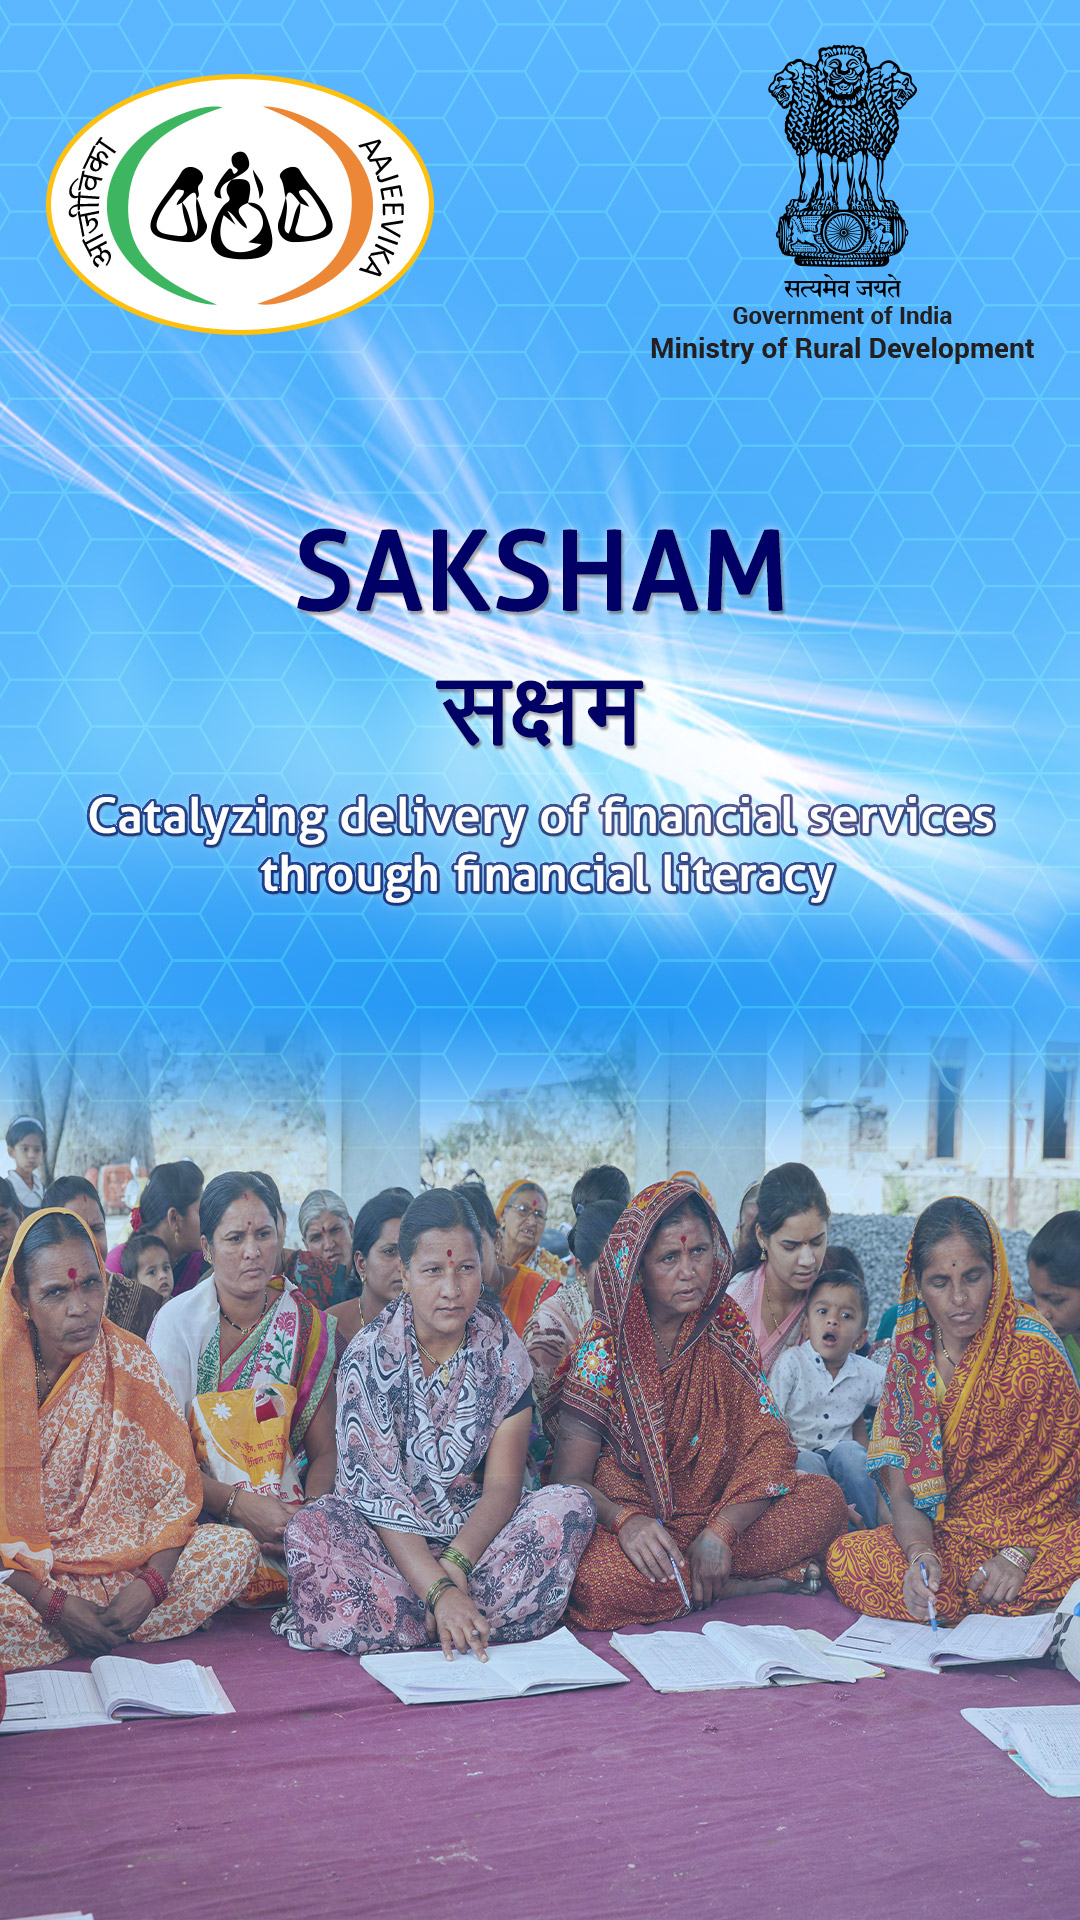 आजीविका
AAJEEVIKA
सत्यमेव जयते
Government of India
Ministry of Rural Development
SAKSHAM
सक्षम
Catalyzing delivery of financial services
through financial literacy